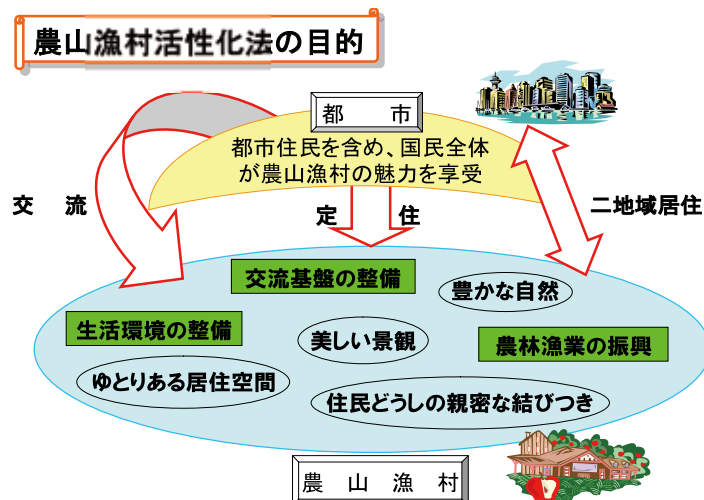 農山漁村活性化法の目的
都　市
都市住民を含め、国民全体
が農山漁村の魅力を享受
交　流
定　住
二地域居住
交流基盤の整備
豊かな自然
生活環境の整備
美しい景観
農林漁業の振興
ゆとりある居住空間
住民どうしの親密な結びつき
農　山　漁　村